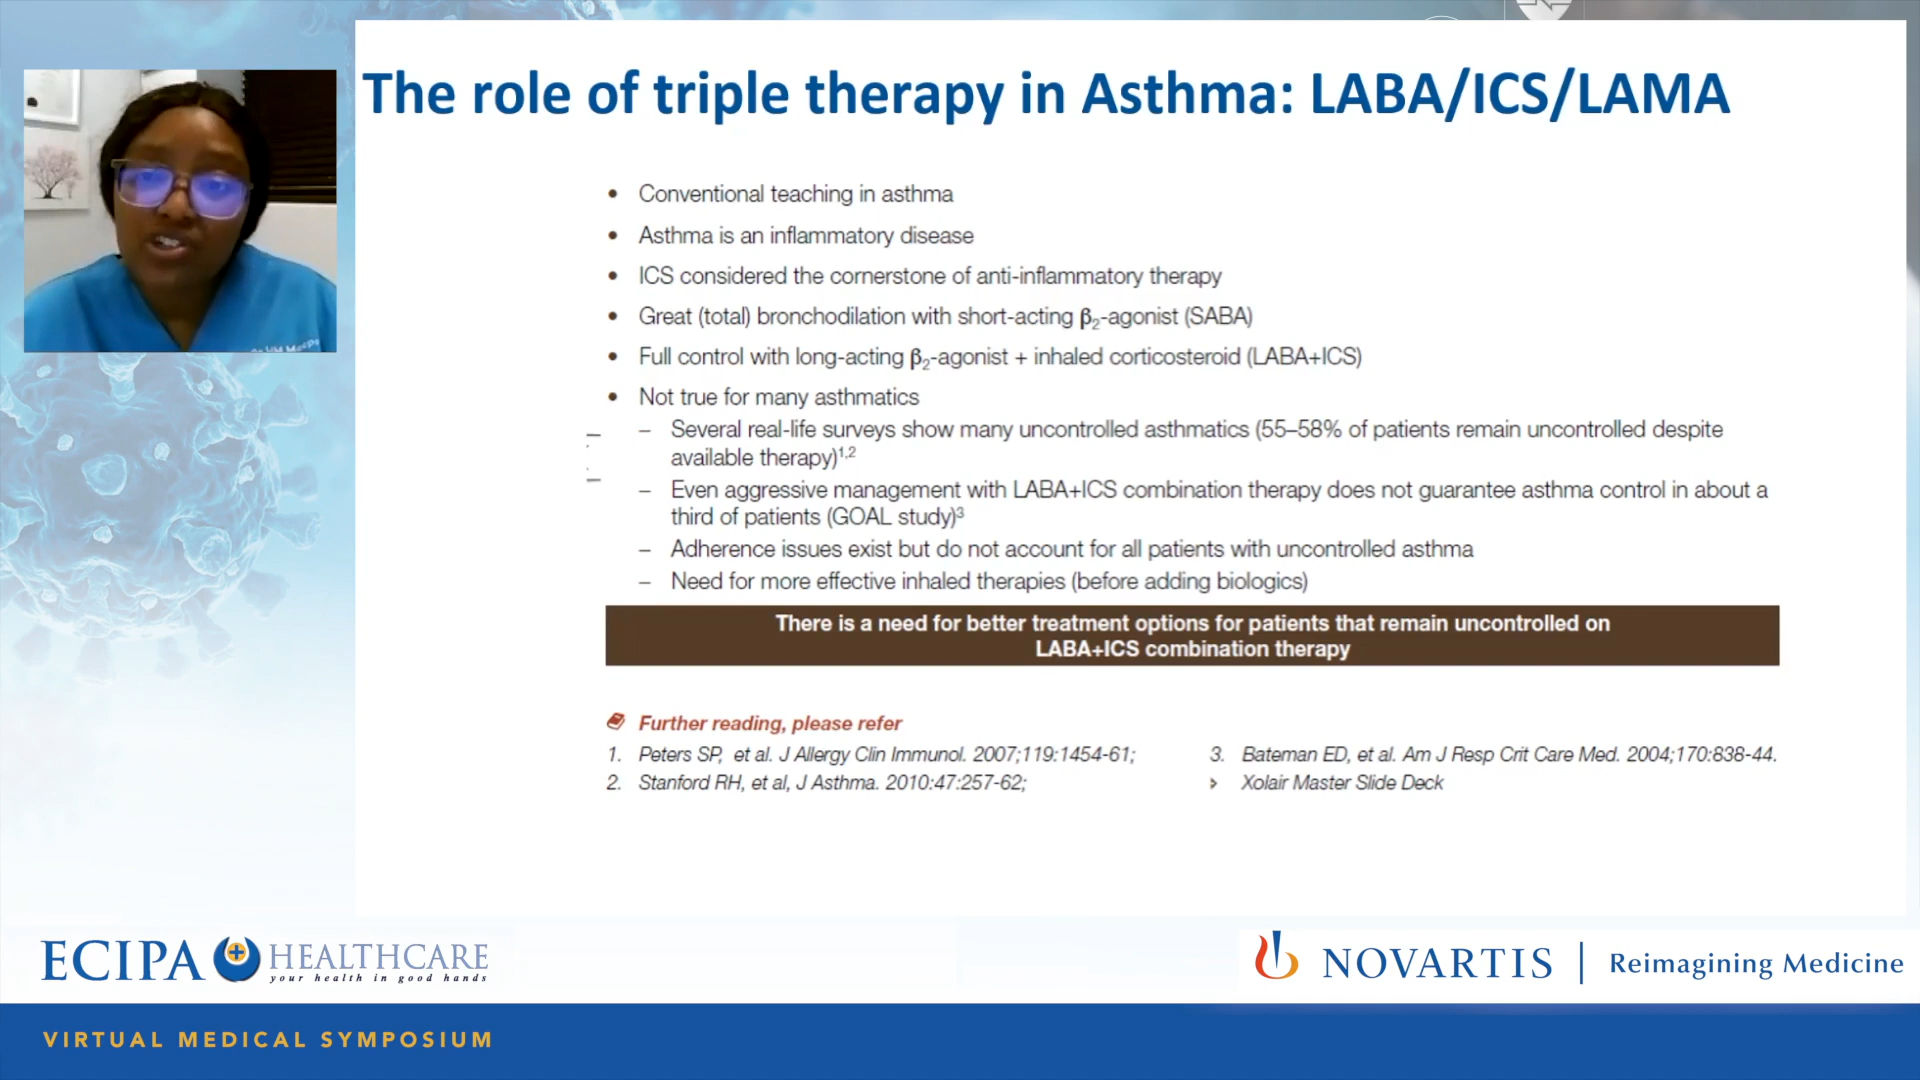 The role of triple therapy in Asthma: LABA/ICS/LAMA
• Conventional teaching in asthma
• Asthma is an inflammatory disease
• ICS considered the cornerstone of anti-inflammatory therapy
• Great (total) bronchodilation with short-acting β₂-agonist (SABA)
• Full control with long-acting β₂-agonist + inhaled corticosteroid (LABA+ICS)
• Not true for many asthmatics
– Several real-life surveys show many uncontrolled asthmatics (55–58% of patients remain uncontrolled despite
available therapy)¹,²
– Even aggressive management with LABA+ICS combination therapy does not guarantee asthma control in about a
third of patients (GOAL study)³
– Adherence issues exist but do not account for all patients with uncontrolled asthma
– Need for more effective inhaled therapies (before adding biologics)
There is a need for better treatment options for patients that remain uncontrolled on
LABA+ICS combination therapy
Further reading, please refer
1. Peters SP, et al. J Allergy Clin Immunol. 2007;119:1454-61;
2. Stanford RH, et al, J Asthma. 2010:47:257-62;
3. Bateman ED, et al. Am J Resp Crit Care Med. 2004;170:838-44.
Xolair Master Slide Deck
ECIPA HEALTHCARE
your health in good hands
NOVARTIS | Reimagining Medicine
VIRTUAL MEDICAL SYMPOSIUM